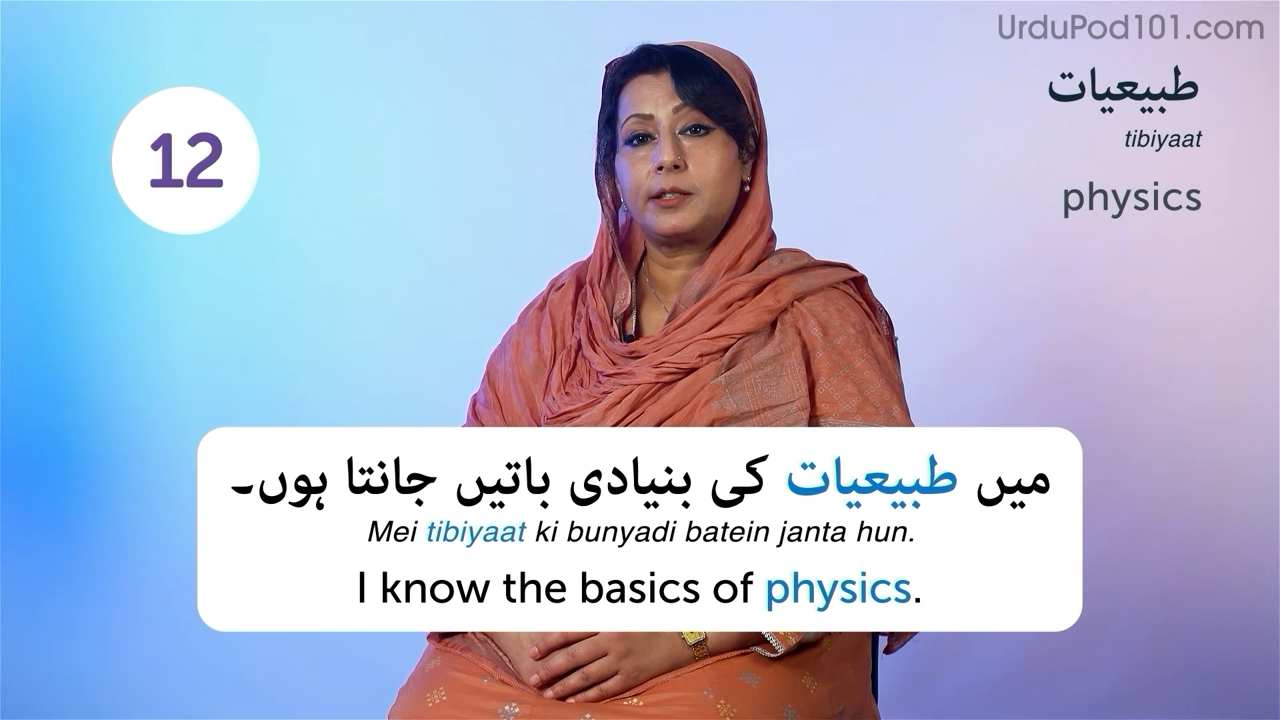 UrduPod101.com
12
طبیعیات
tibiyaat
physics
میں طبیعیات کی بنیادی باتیں جانتا ہوں۔
Mei tibiyaat ki bunyadi batein janta hun.
I know the basics of physics.